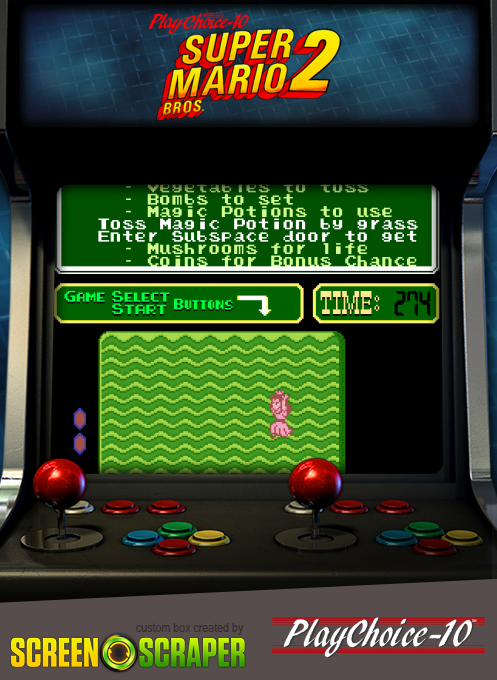 PlayChoice-10
SUPER
MARIO 2
BROS.
- Vegetables to toss
- Bombs to set
- Magic Potions to use
Toss Magic Potion by grass
Enter Subspace door to get
- Mushrooms for life
- Coins for Bonus Chance
GAME SELECT
START BUTTONS
TIME: 274
custom box created by
SCREEN SCRAPER
PlayChoice-10™